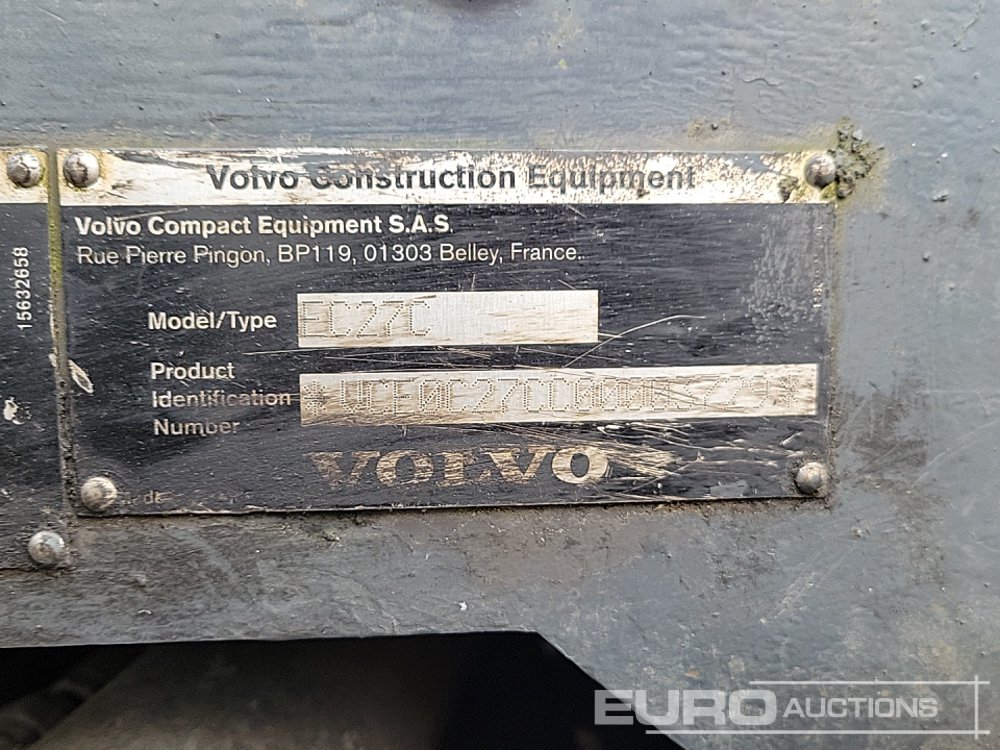 Volvo Construction Equipment
Volvo Compact Equipment S.A.S.
Rue Pierre Pingon, BP119, 01303 Belley, France.
15632658
Model/Type EC27C
Product
Identification
Number
VOLVO
EURO AUCTIONS